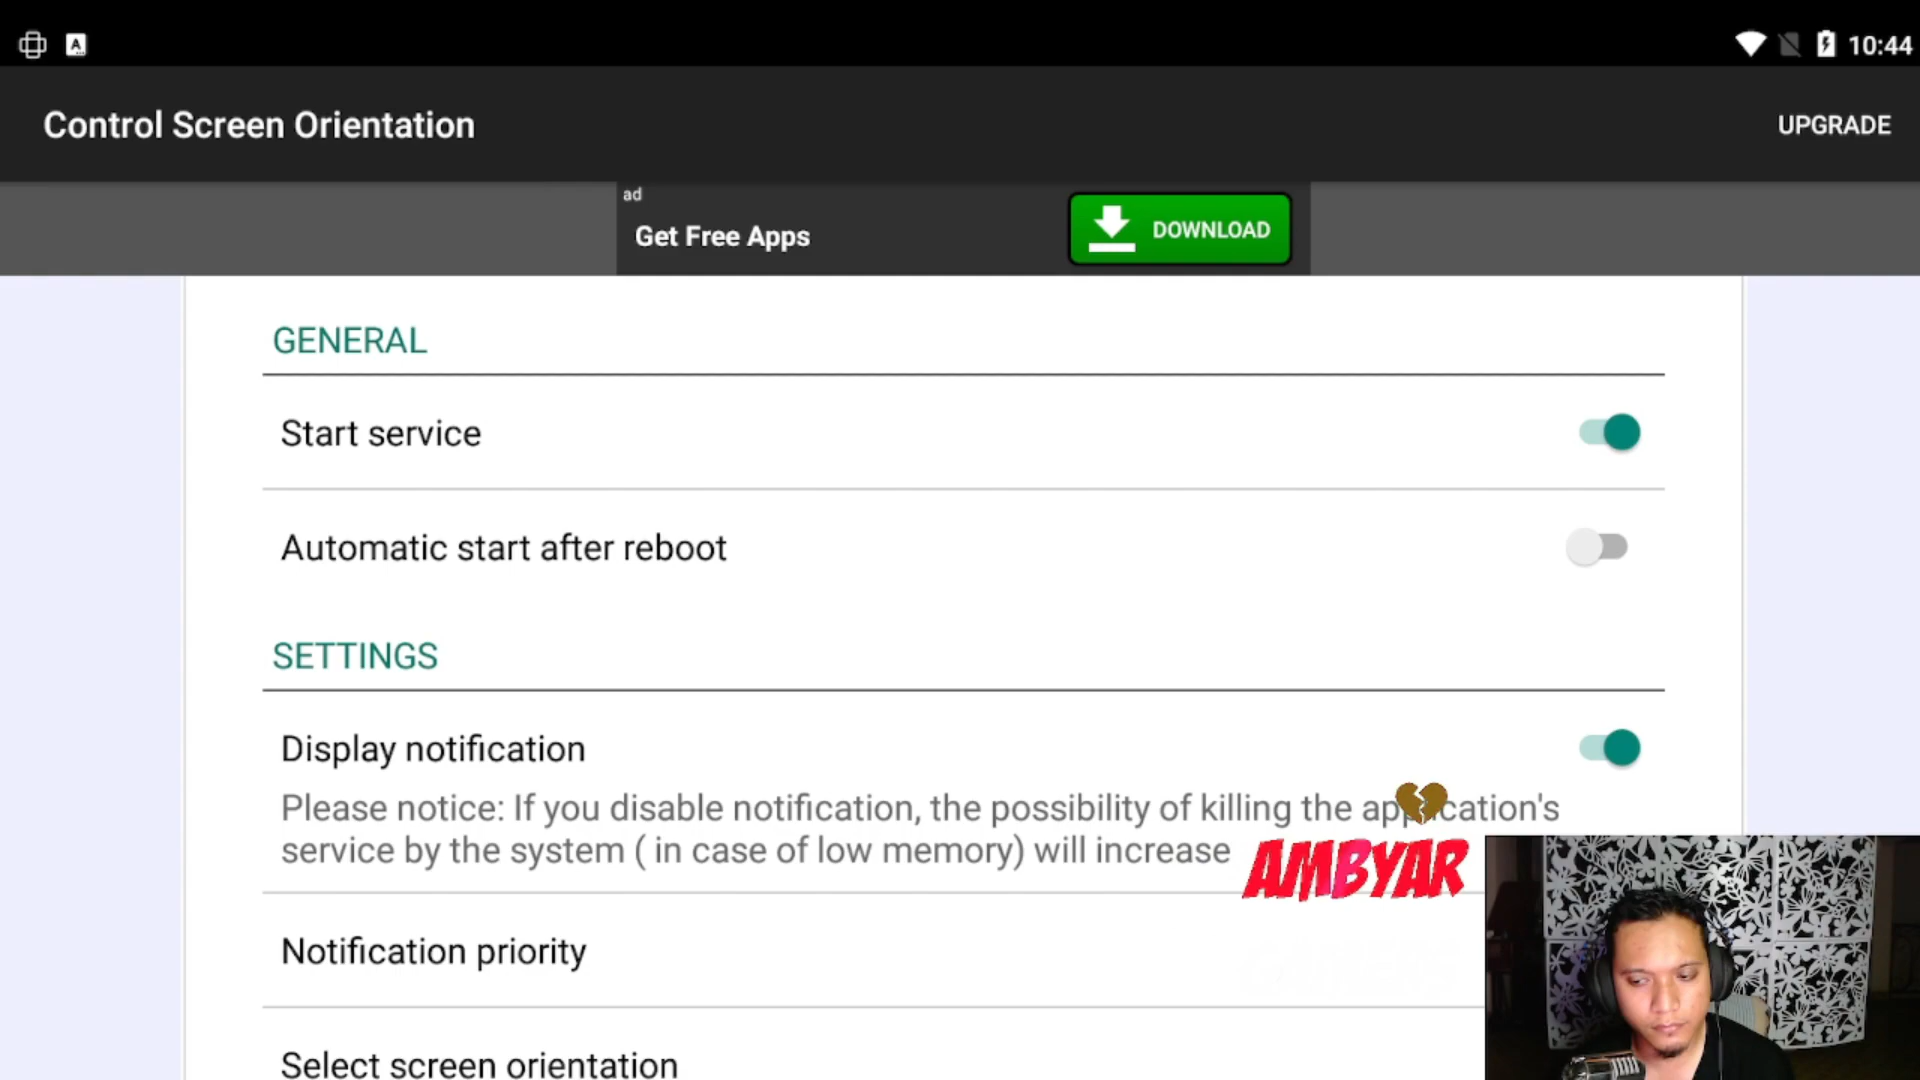 10:44
Control Screen Orientation
UPGRADE
ad
Get Free Apps
DOWNLOAD
GENERAL
Start service
Automatic start after reboot
SETTINGS
Display notification
Please notice: If you disable notification, the possibility of killing the application's
service by the system ( in case of low memory) will increase
AMBYAR
Notification priority
Select screen orientation